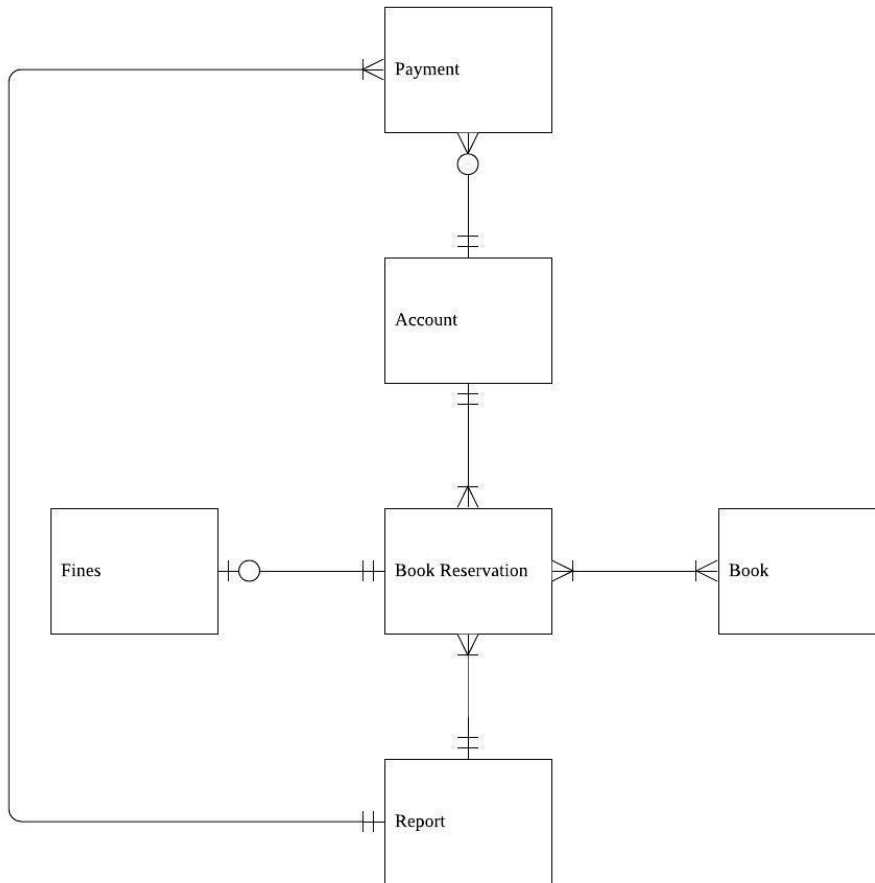 Payment
Account
Fines
Book Reservation
Book
Report